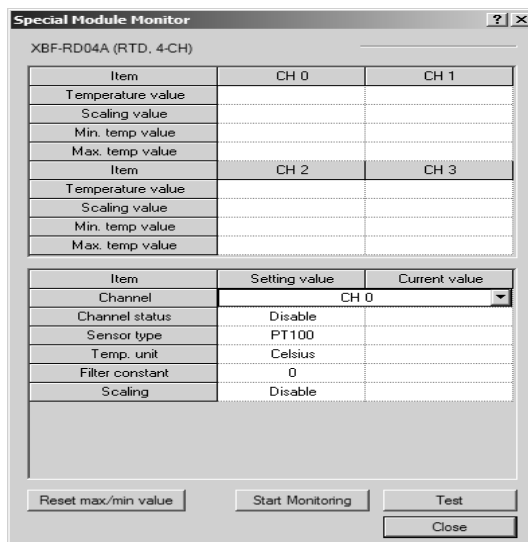 Special Module Monitor ? ×
XBF-RD04A (RTD, 4-CH)
Item CH 0 CH 1
Temperature value
Scaling value
Min. temp value
Max. temp value
Item CH 2 CH 3
Temperature value
Scaling value
Min. temp value
Max. temp value
Item Setting value Current value
Channel CH 0
Channel status Disable
Sensor type PT100
Temp. unit Celsius
Filter constant 0
Scaling Disable
Reset max/min value Start Monitoring Test
Close